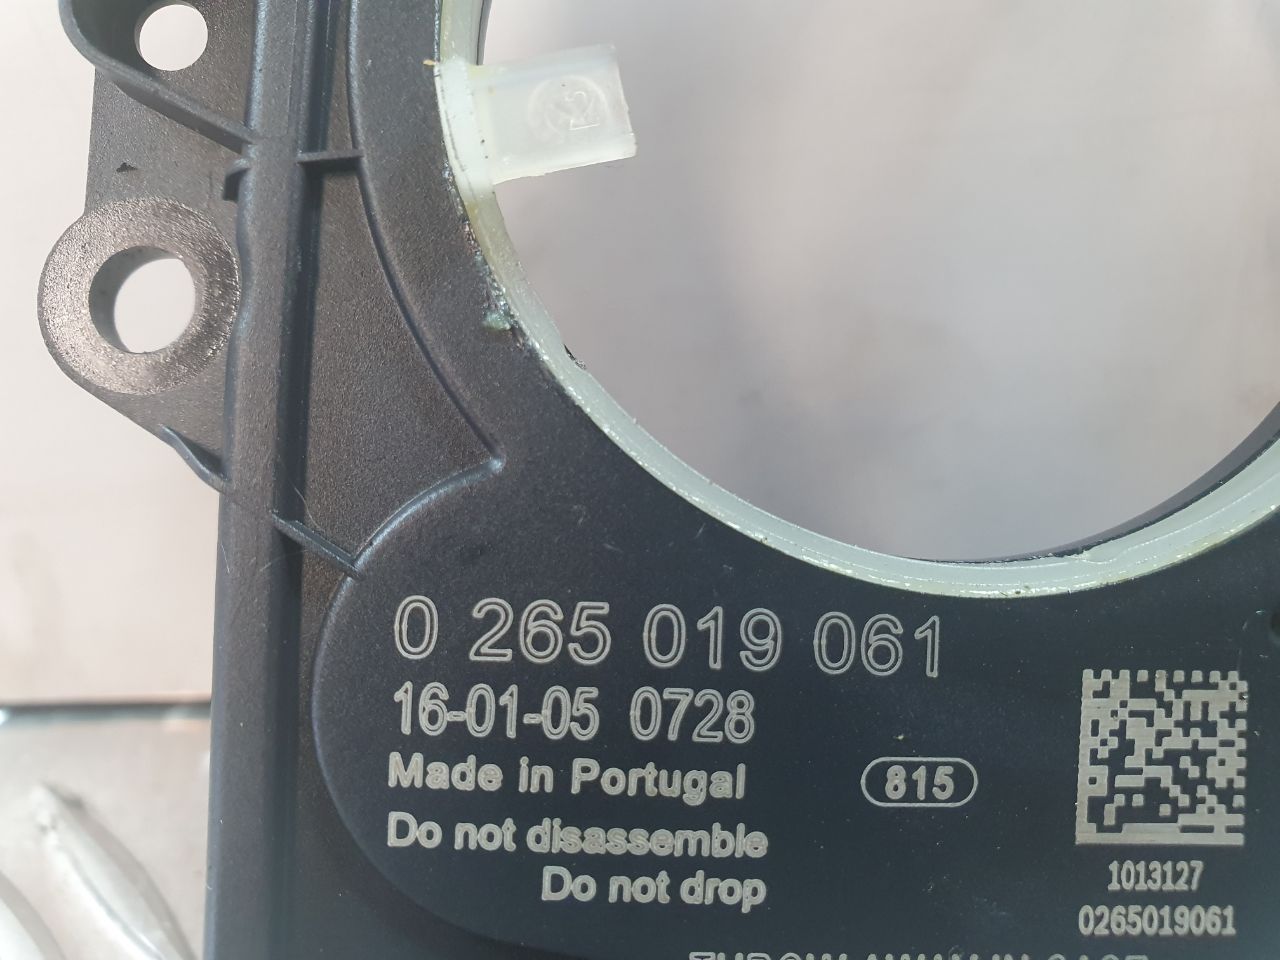 2
0 265 019 061
16-01-05 0728
Made in Portugal
815
Do not disassemble
Do not drop
1013127
0265019061